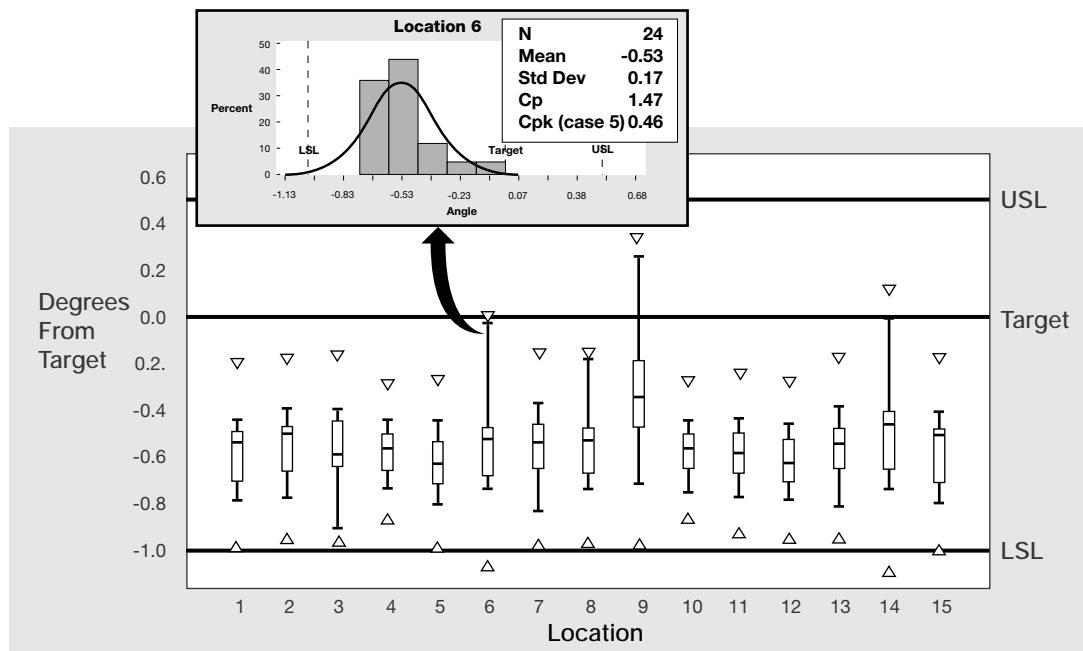 Location 6
N 24
Mean -0.53
Std Dev 0.17
Cp 1.47
Cpk (case 5) 0.46
50
40
30
Percent
20
10
0
LSL Target USL
-1.13 -0.83 -0.53 -0.23 0.07 0.38 0.68
Angle
0.6
USL
0.4
0.2
Degrees
From
Target
0.0
Target
0.2.
-0.4
-0.6
-0.8
-1.0
LSL
1 2 3 4 5 6 7 8 9 10 11 12 13 14 15
Location